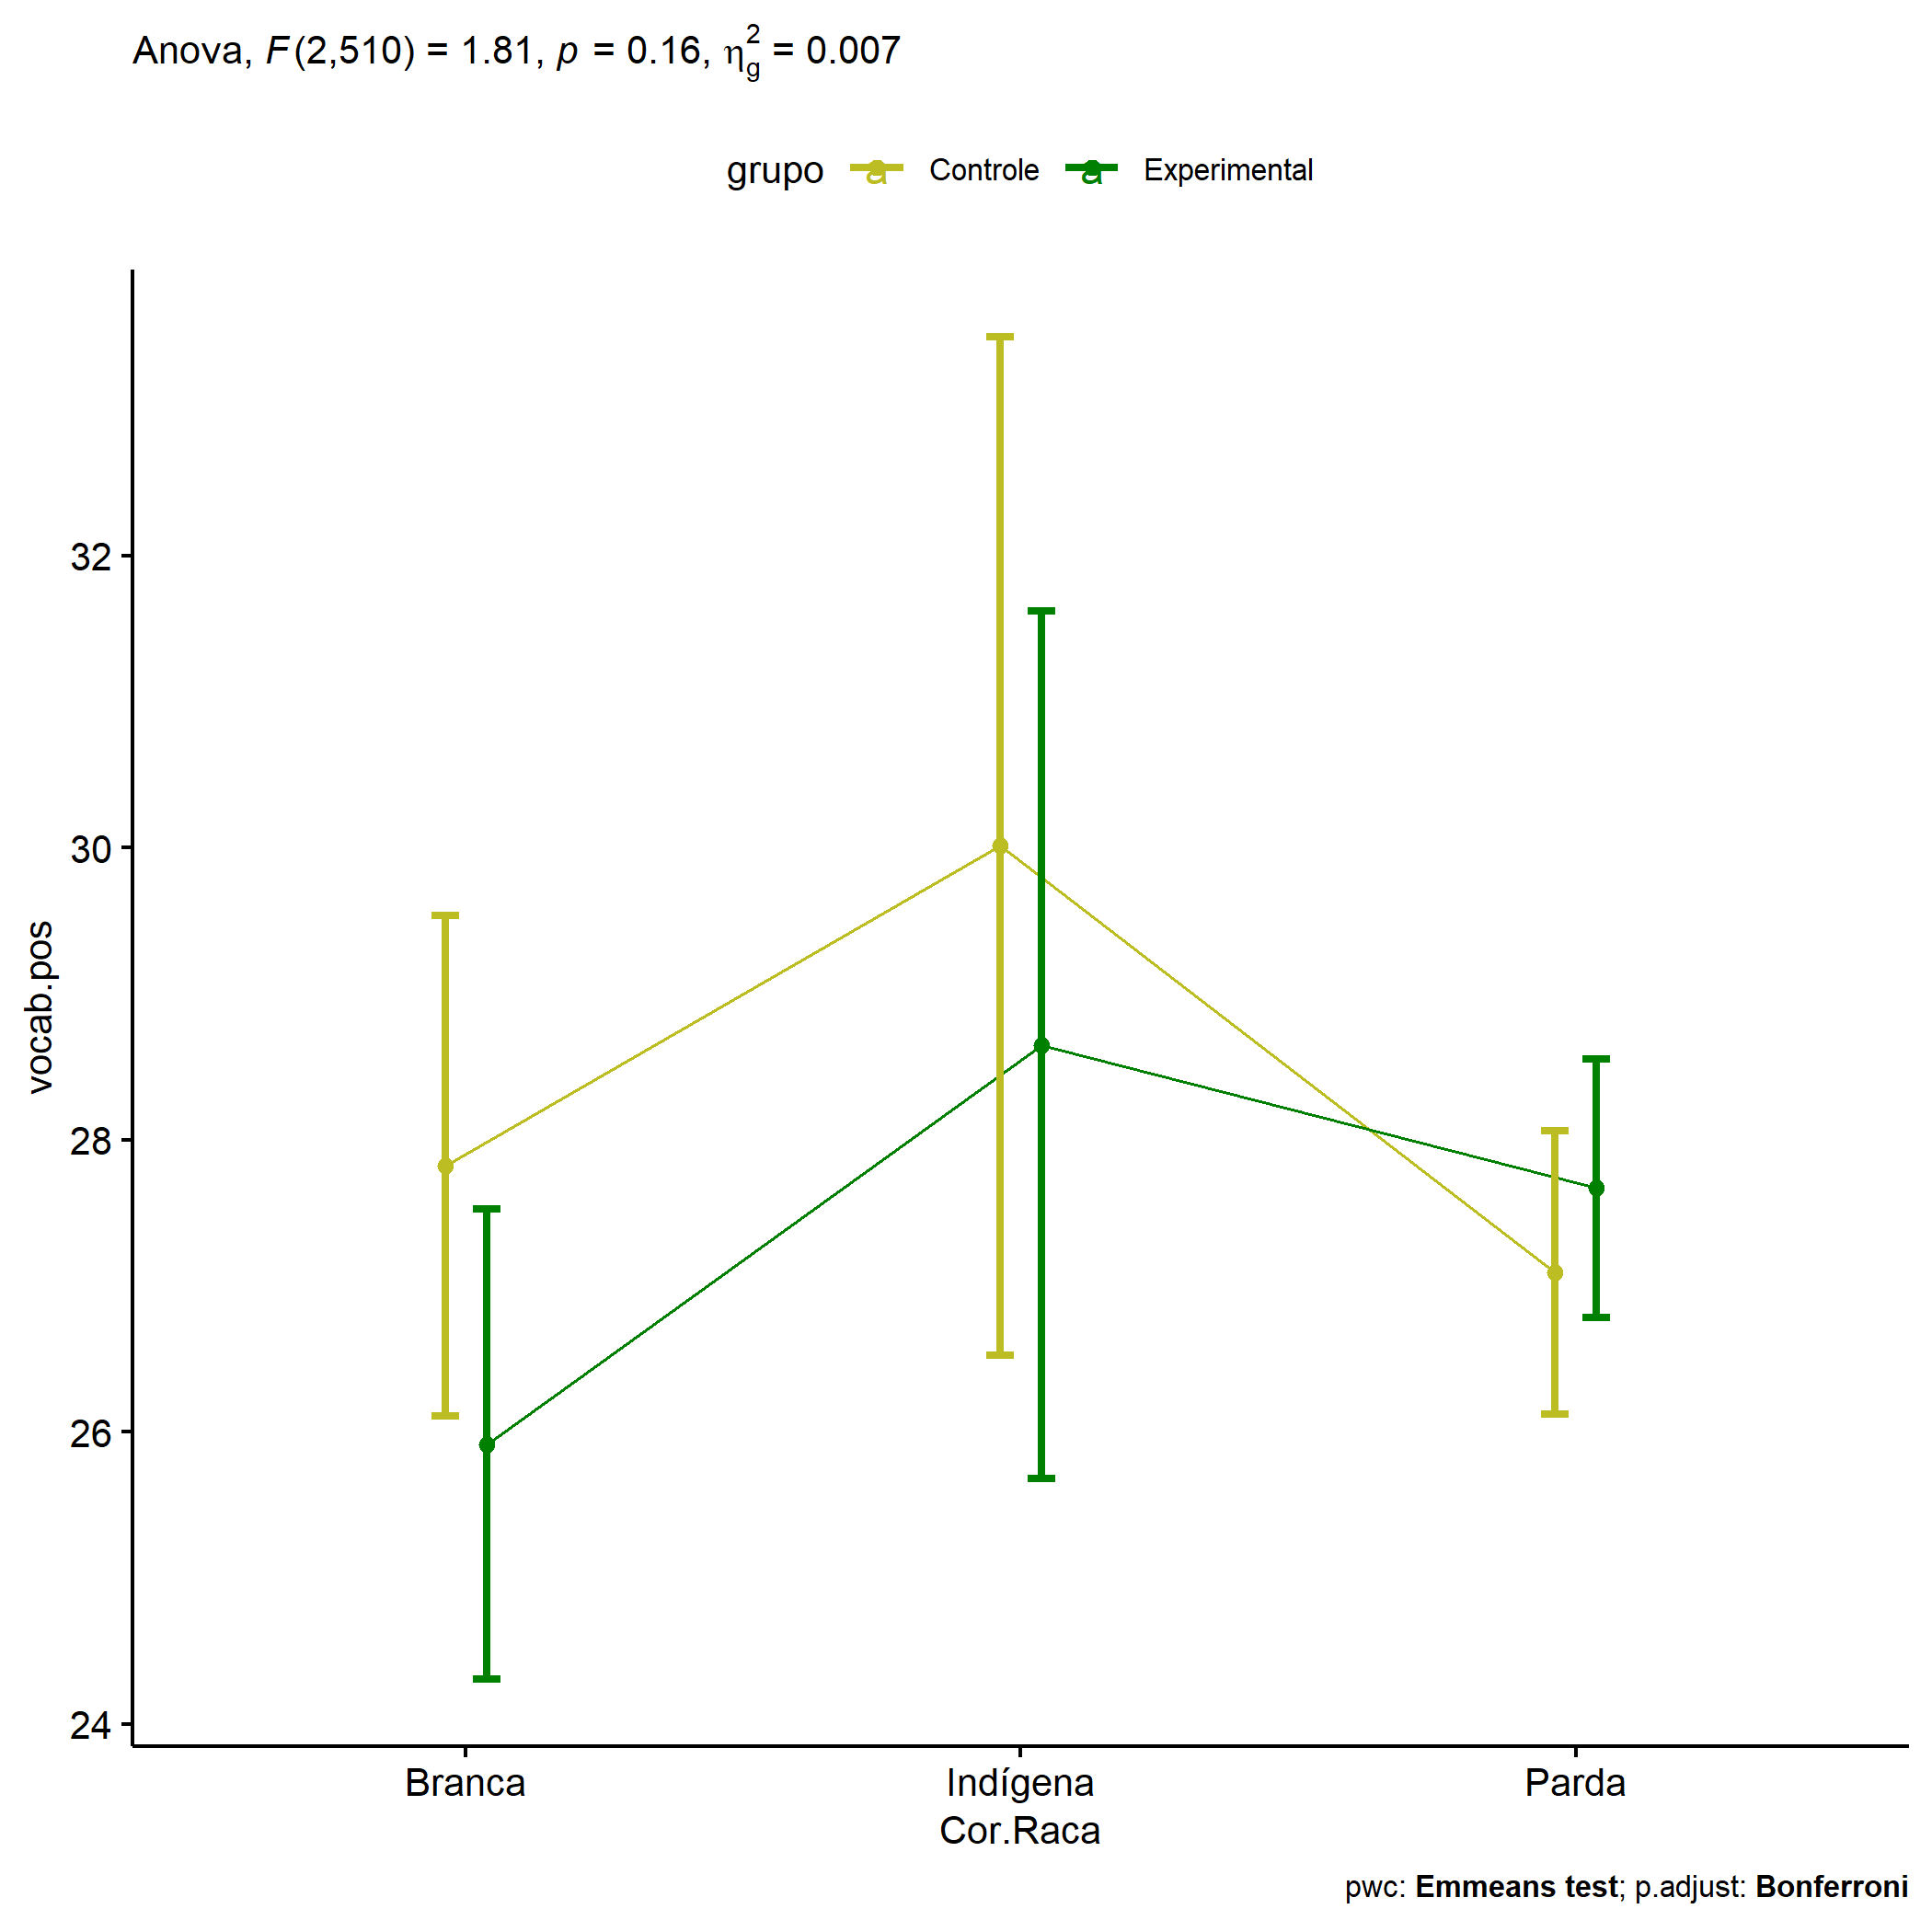 Anova, F(2,510) = 1.81, p = 0.16, η²g = 0.007
grupo a Controle a Experimental
32
30
28
26
24
vocab.pos
Branca Indígena Parda
Cor.Raca
pwc: Emmeans test; p.adjust: Bonferroni